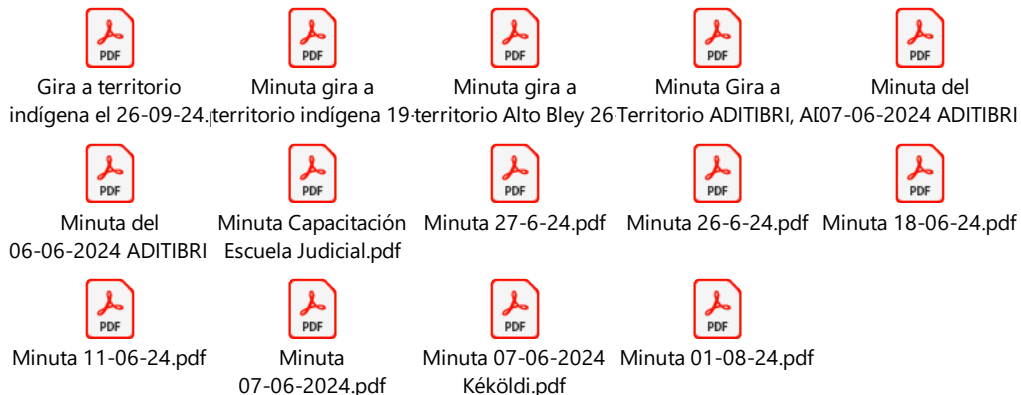 PDF PDF PDF PDF PDF
Gira a territorio Minuta gira a Minuta gira a Minuta Gira a Minuta del
indígena el 26-09-24. territorio indígena 19- territorio Alto Bley 26 Territorio ADITIBRI, AD 07-06-2024 ADITIBRI
PDF PDF PDF PDF PDF
Minuta del Minuta Capacitación Minuta 27-6-24.pdf Minuta 26-6-24.pdf Minuta 18-06-24.pdf
06-06-2024 ADITIBRI Escuela Judicial.pdf
PDF PDF PDF PDF
Minuta 11-06-24.pdf Minuta Minuta 07-06-2024 Minuta 01-08-24.pdf
07-06-2024.pdf Kéköldi.pdf